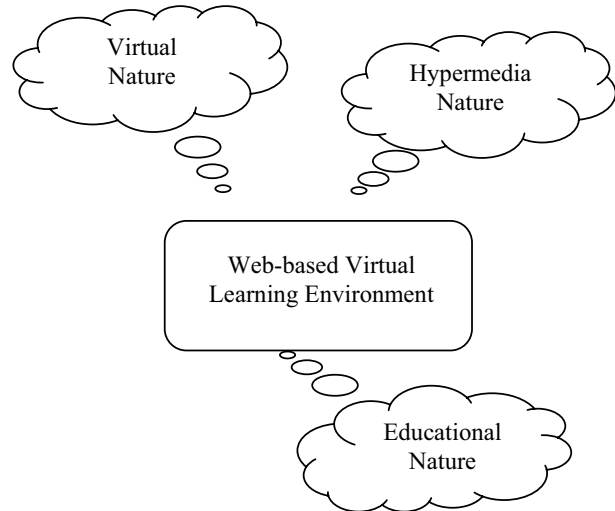 Virtual
Nature
Hypermedia
Nature
Web-based Virtual
Learning Environment
Educational
Nature